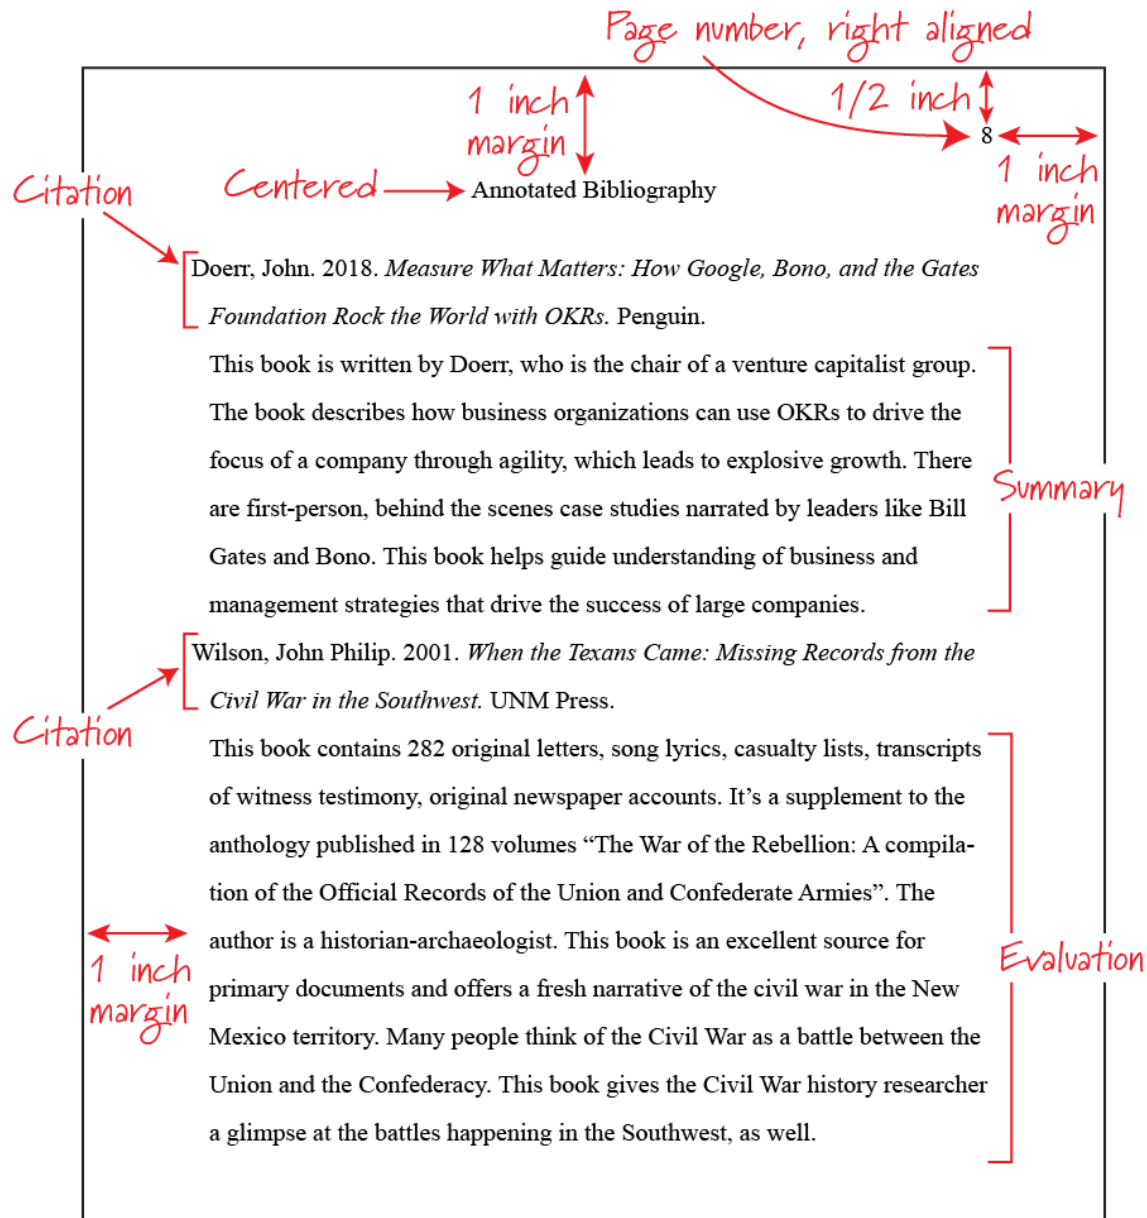 Page number, right aligned
1 inch
margin
1/2 inch
8
1 inch
margin
Citation
Centered
Annotated Bibliography
Doerr, John. 2018. Measure What Matters: How Google, Bono, and the Gates
Foundation Rock the World with OKRs. Penguin.
This book is written by Doerr, who is the chair of a venture capitalist group.
The book describes how business organizations can use OKRs to drive the
focus of a company through agility, which leads to explosive growth. There
are first-person, behind the scenes case studies narrated by leaders like Bill
Gates and Bono. This book helps guide understanding of business and
management strategies that drive the success of large companies.
Summary
Wilson, John Philip. 2001. When the Texans Came: Missing Records from the
Civil War in the Southwest. UNM Press.
Citation
This book contains 282 original letters, song lyrics, casualty lists, transcripts
of witness testimony, original newspaper accounts. It’s a supplement to the
anthology published in 128 volumes “The War of the Rebellion: A compila-
tion of the Official Records of the Union and Confederate Armies”. The
author is a historian-archaeologist. This book is an excellent source for
primary documents and offers a fresh narrative of the civil war in the New
Mexico territory. Many people think of the Civil War as a battle between the
Union and the Confederacy. This book gives the Civil War history researcher
a glimpse at the battles happening in the Southwest, as well.
1 inch
margin
Evaluation